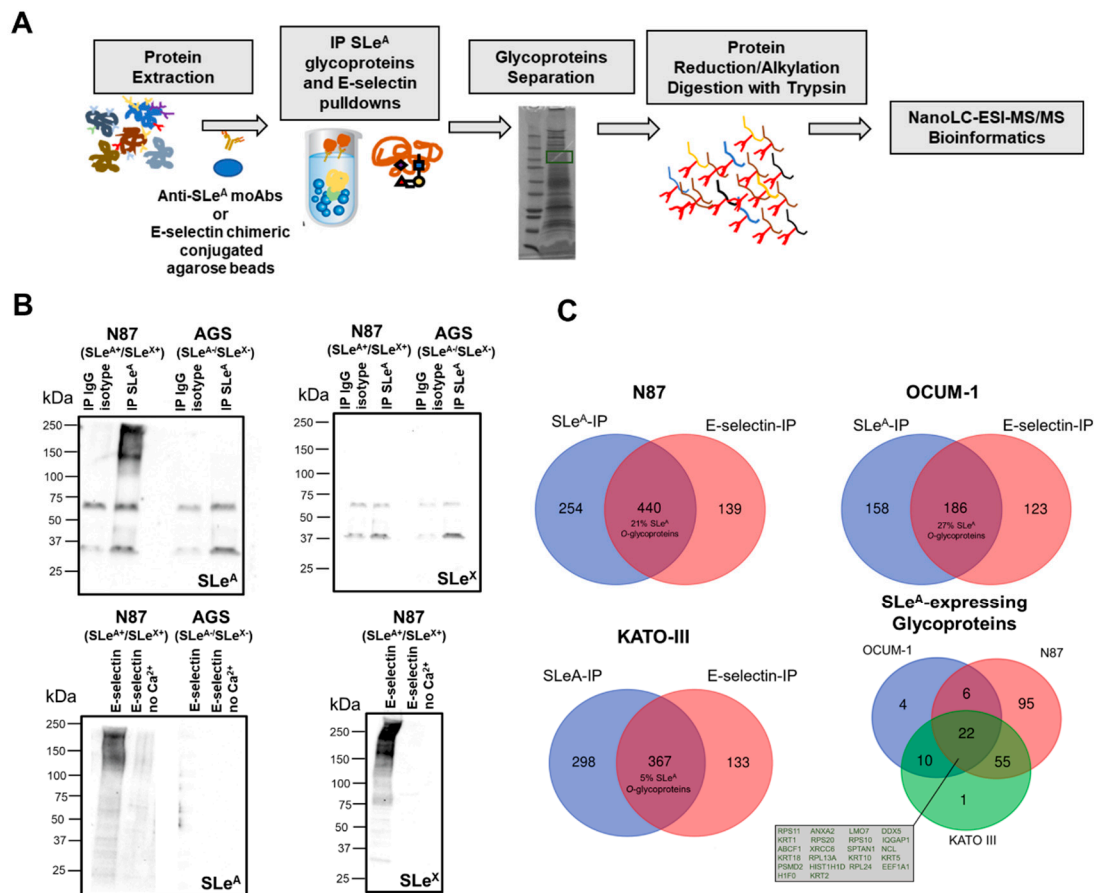 A
Protein
Extraction
IP SLeᴬ
glycoproteins
and E-selectin
pulldowns
Glycoproteins
Separation
Protein
Reduction/Alkylation
Digestion with Trypsin
NanoLC-ESI-MS/MS
Bioinformatics
Anti-SLeᴬ moAbs
or
E-selectin chimeric
conjugated
agarose beads
B
N87
(SLeᴬ⁺/SLeˣ⁺)
AGS
(SLeᴬ⁻/SLeˣ⁻)
IP IgG
isotype
IP SLeᴬ
IP IgG
isotype
IP SLeᴬ
kDa
250
150
100
75
50
37
25
SLeᴬ
N87
(SLeᴬ⁺/SLeˣ⁺)
AGS
(SLeᴬ⁻/SLeˣ⁻)
IP IgG
isotype
IP SLeᴬ
IP IgG
isotype
IP SLeᴬ
kDa
250
150
100
75
50
37
25
SLeˣ
N87
(SLeᴬ⁺/SLeˣ⁺)
AGS
(SLeᴬ⁻/SLeˣ⁻)
E-selectin
E-selectin
no Ca²⁺
E-selectin
E-selectin
no Ca²⁺
kDa
250
150
100
75
50
37
25
SLeᴬ
N87
(SLeᴬ⁺/SLeˣ⁺)
E-selectin
E-selectin
no Ca²⁺
kDa
250
150
100
75
50
37
25
SLeˣ
C
N87
SLeᴬ-IP
E-selectin-IP
254
440
21% SLeᴬ
O-glycoproteins
139
OCUM-1
SLeᴬ-IP
E-selectin-IP
158
186
27% SLeᴬ
O-glycoproteins
123
KATO-III
SLeA-IP
E-selectin-IP
298
367
5% SLeᴬ
O-glycoproteins
133
SLeᴬ-expressing
Glycoproteins
OCUM-1
N87
4
6
95
22
10
55
1
KATO III
RPS11 ANXA2 LMO7 DDX5
KRT1 RPS20 RPS10 IQGAP1
ABCF1 XRCC6 SPTAN1 NCL
KRT18 RPL13A KRT10 KRT5
PSMD2 HIST1H1D RPL24 EEF1A1
H1F0 KRT2